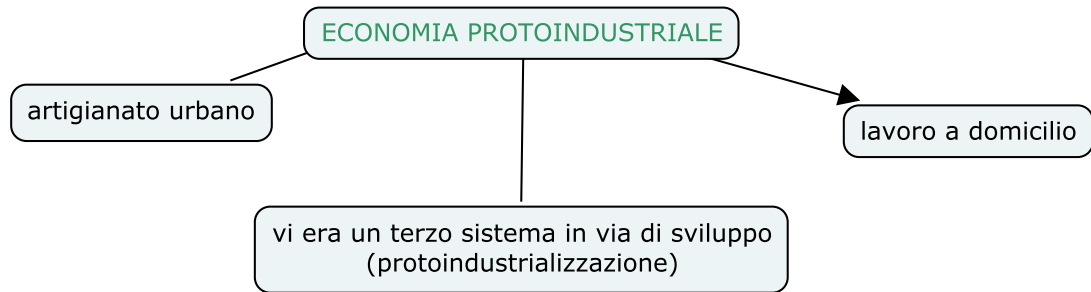 ECONOMIA PROTOINDUSTRIALE
artigianato urbano
lavoro a domicilio
vi era un terzo sistema in via di sviluppo
(protoindustrializzazione)